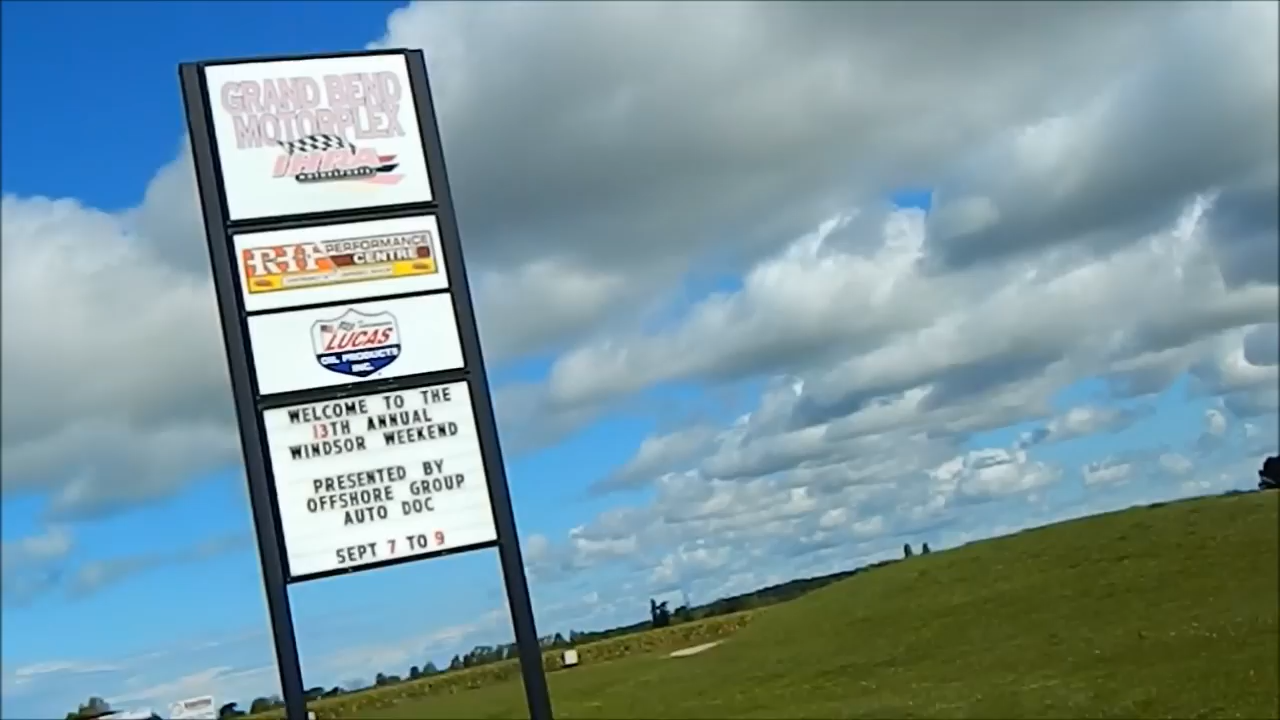 GRAND BEND
MOTORPLEX
IHRA
MOTORSPORTS
PERFORMANCE
CENTRE
LUCAS
OIL PRODUCTS
INC.
WELCOME TO THE
13TH ANNUAL
WINDSOR WEEKEND
PRESENTED BY
OFFSHORE GROUP
AUTO DOC
SEPT 7 TO 9